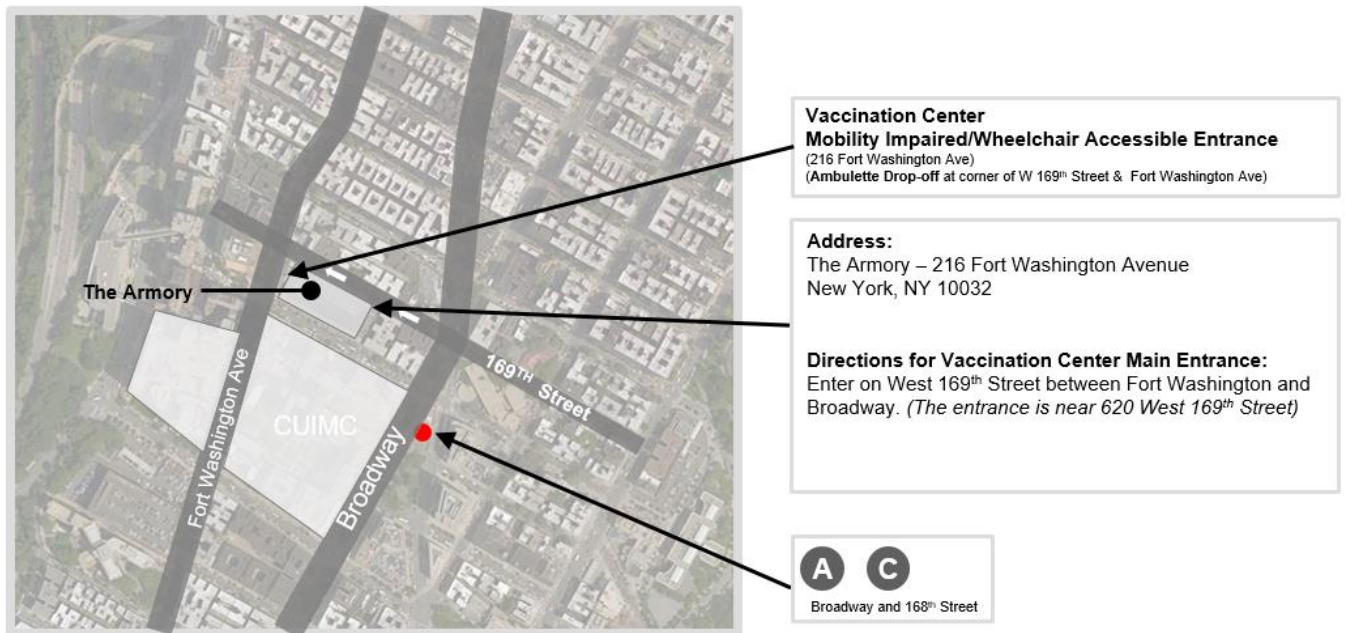 Vaccination Center
Mobility Impaired/Wheelchair Accessible Entrance
(216 Fort Washington Ave)
(Ambulette Drop-off at corner of W 169th Street & Fort Washington Ave)
Address:
The Armory – 216 Fort Washington Avenue
New York, NY 10032
Directions for Vaccination Center Main Entrance:
Enter on West 169th Street between Fort Washington and
Broadway. (The entrance is near 620 West 169th Street)
A C
Broadway and 168th Street
The Armory
169TH Street
CUIMC
Fort Washington Ave
Broadway